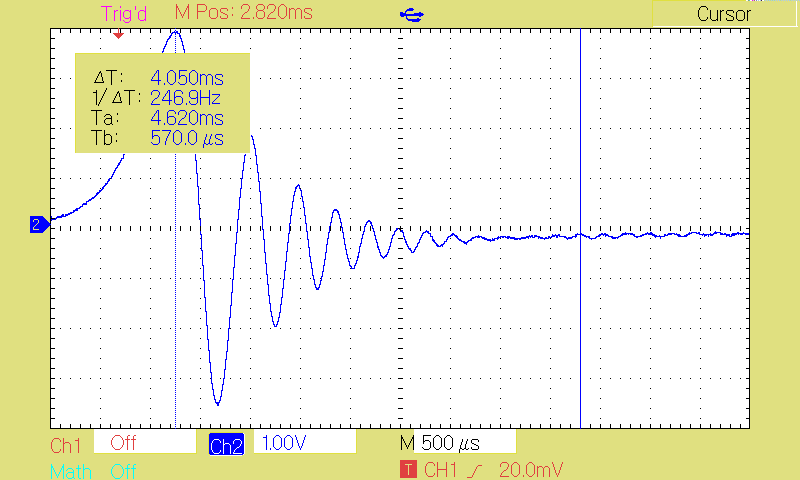 Trig'd M Pos: 2.820ms Cursor
ΔT: 4.050ms
1/ΔT: 246.9Hz
Ta: 4.620ms
Tb: 570.0 μs
2
Ch1 Off Ch2 1.00V M 500 μs
Math Off T CH1 20.0mV